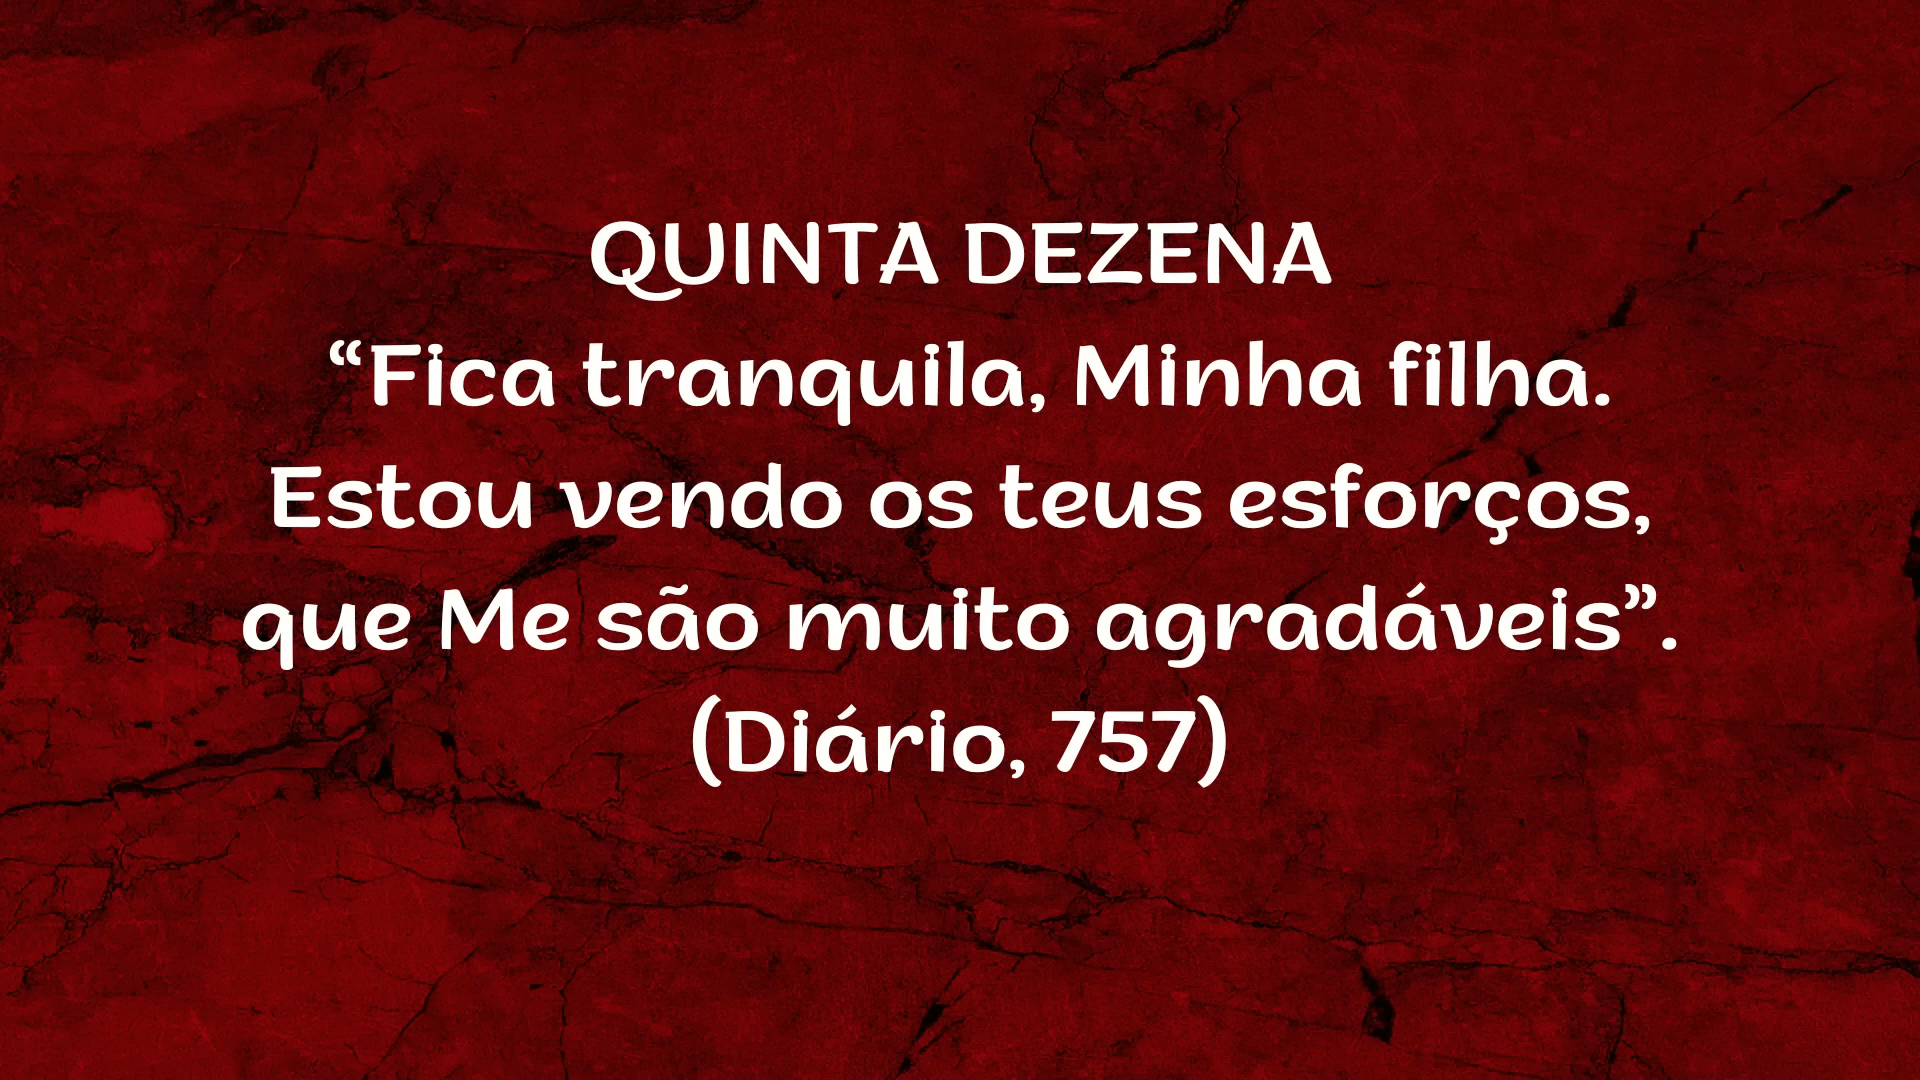 QUINTA DEZENA
“Fica tranquila, Minha filha.
Estou vendo os teus esforços,
que Me são muito agradáveis”.
(Diário, 757)